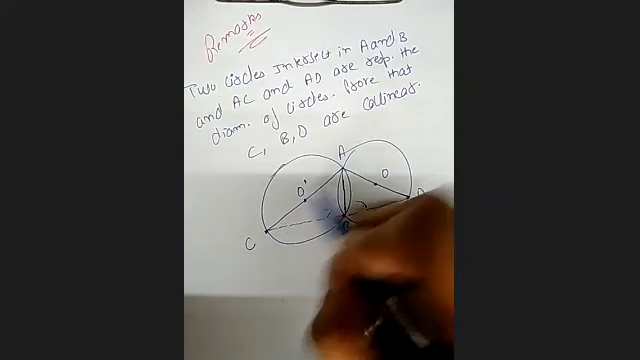 Remarks
Two circles intersect in A and B
and AC and AD are resp. the
diam. of circles. Prove that
C, B, D are collinear.
A
O' O
D
B
C